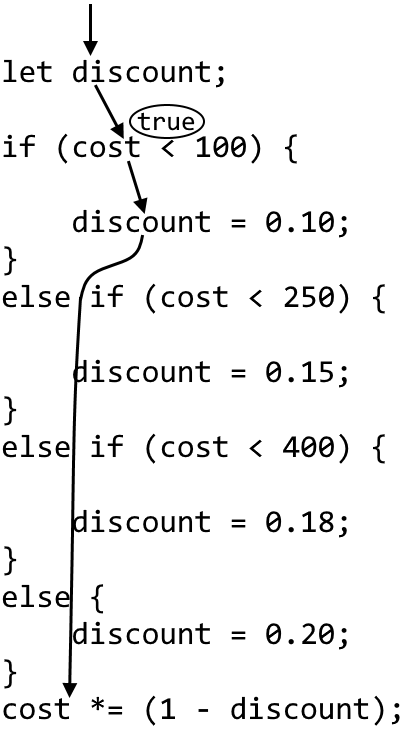 let discount;
true
if (cost < 100) {
discount = 0.10;
}
else if (cost < 250) {
discount = 0.15;
}
else if (cost < 400) {
discount = 0.18;
}
else {
discount = 0.20;
}
cost *= (1 - discount);